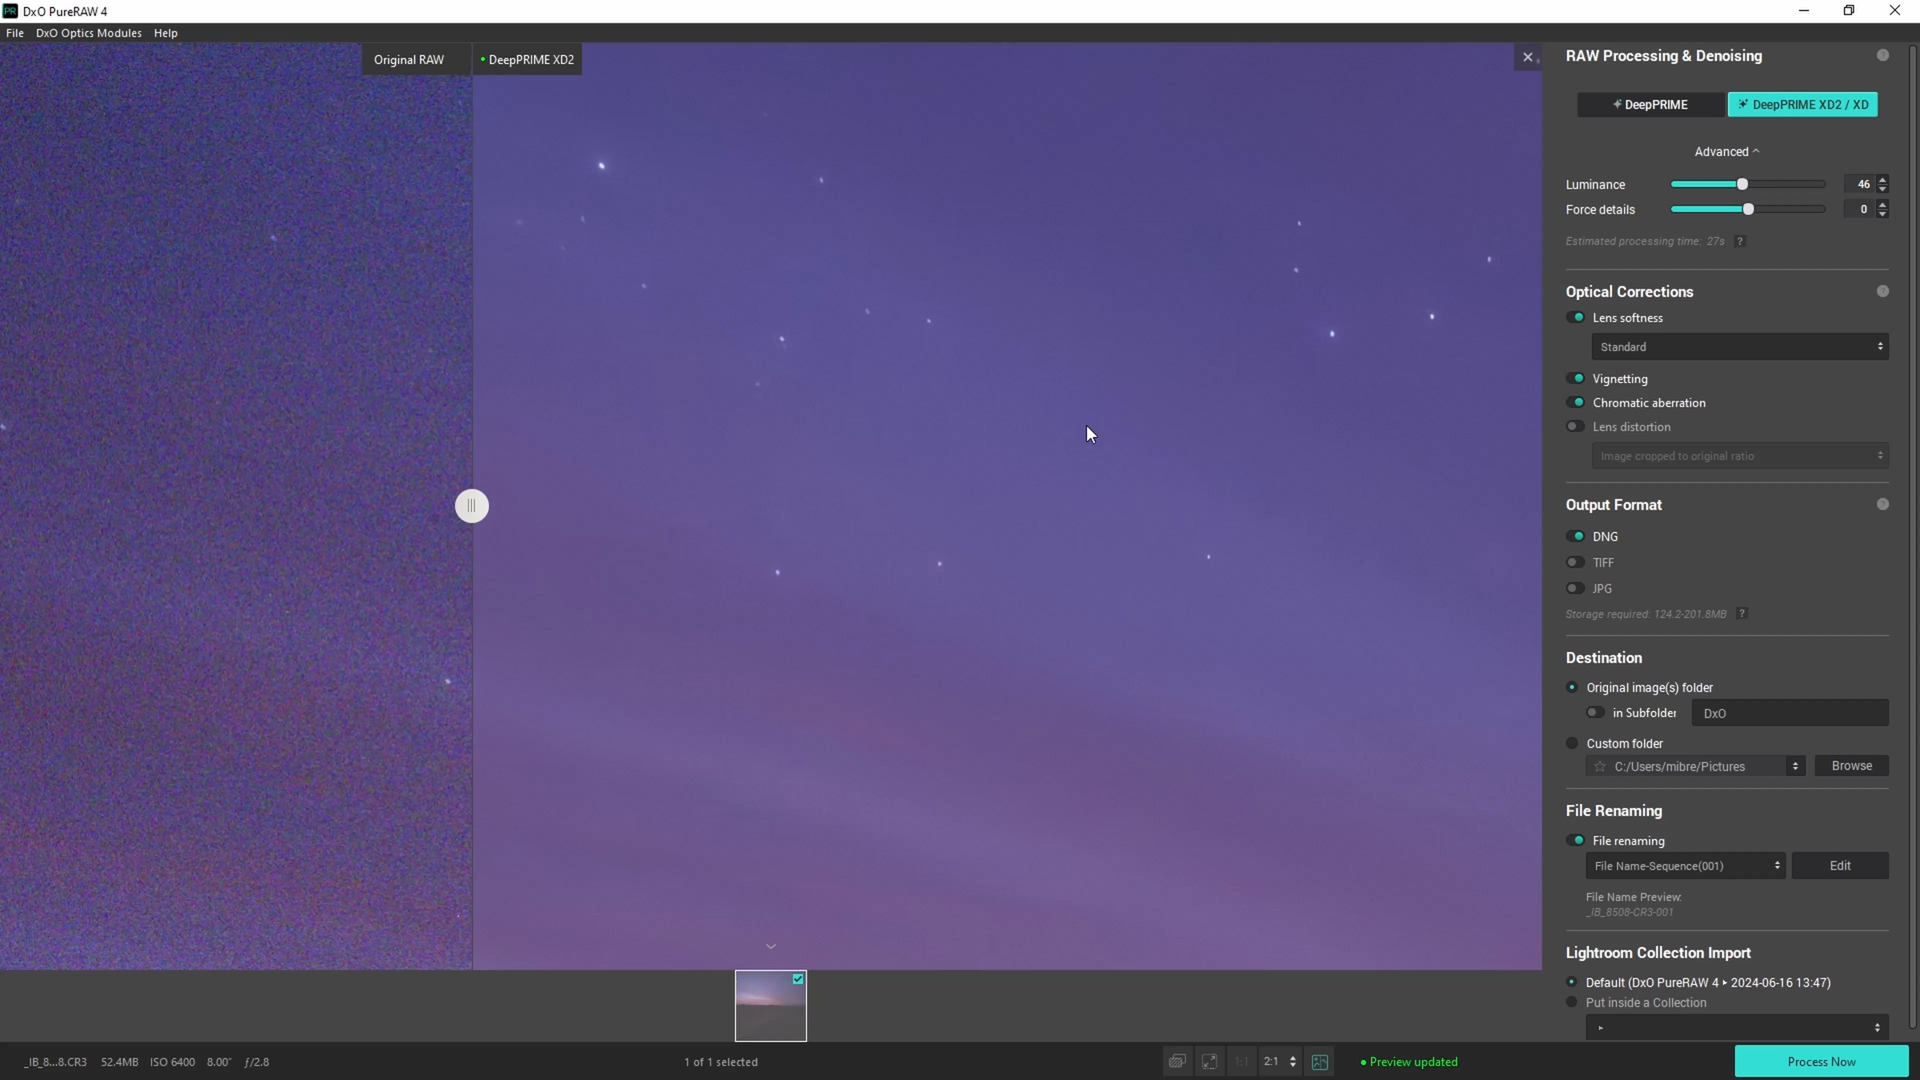 PR DxO PureRAW 4
File DxO Optics Modules Help
Original RAW DeepPRIME XD2
RAW Processing & Denoising
DeepPRIME DeepPRIME XD2 / XD
Advanced
Luminance 46
Force details 0
Estimated processing time: 27s ?
Optical Corrections
Lens softness
Standard
Vignetting
Chromatic aberration
Lens distortion
Image cropped to original ratio
Output Format
DNG
TIFF
JPG
Storage required: 124.2-201.8MB ?
Destination
Original image(s) folder
in Subfolder DxO
Custom folder
C:/Users/mibre/Pictures Browse
File Renaming
File renaming
File Name-Sequence(001) Edit
File Name Preview:
_IB_8508-CR3-001
Lightroom Collection Import
Default (DxO PureRAW 4 ▸ 2024-06-16 13:47)
Put inside a Collection
_IB_8...8.CR3 52.4MB ISO 6400 8.00" ƒ/2.8 1 of 1 selected 1:1 2:1 Preview updated Process Now